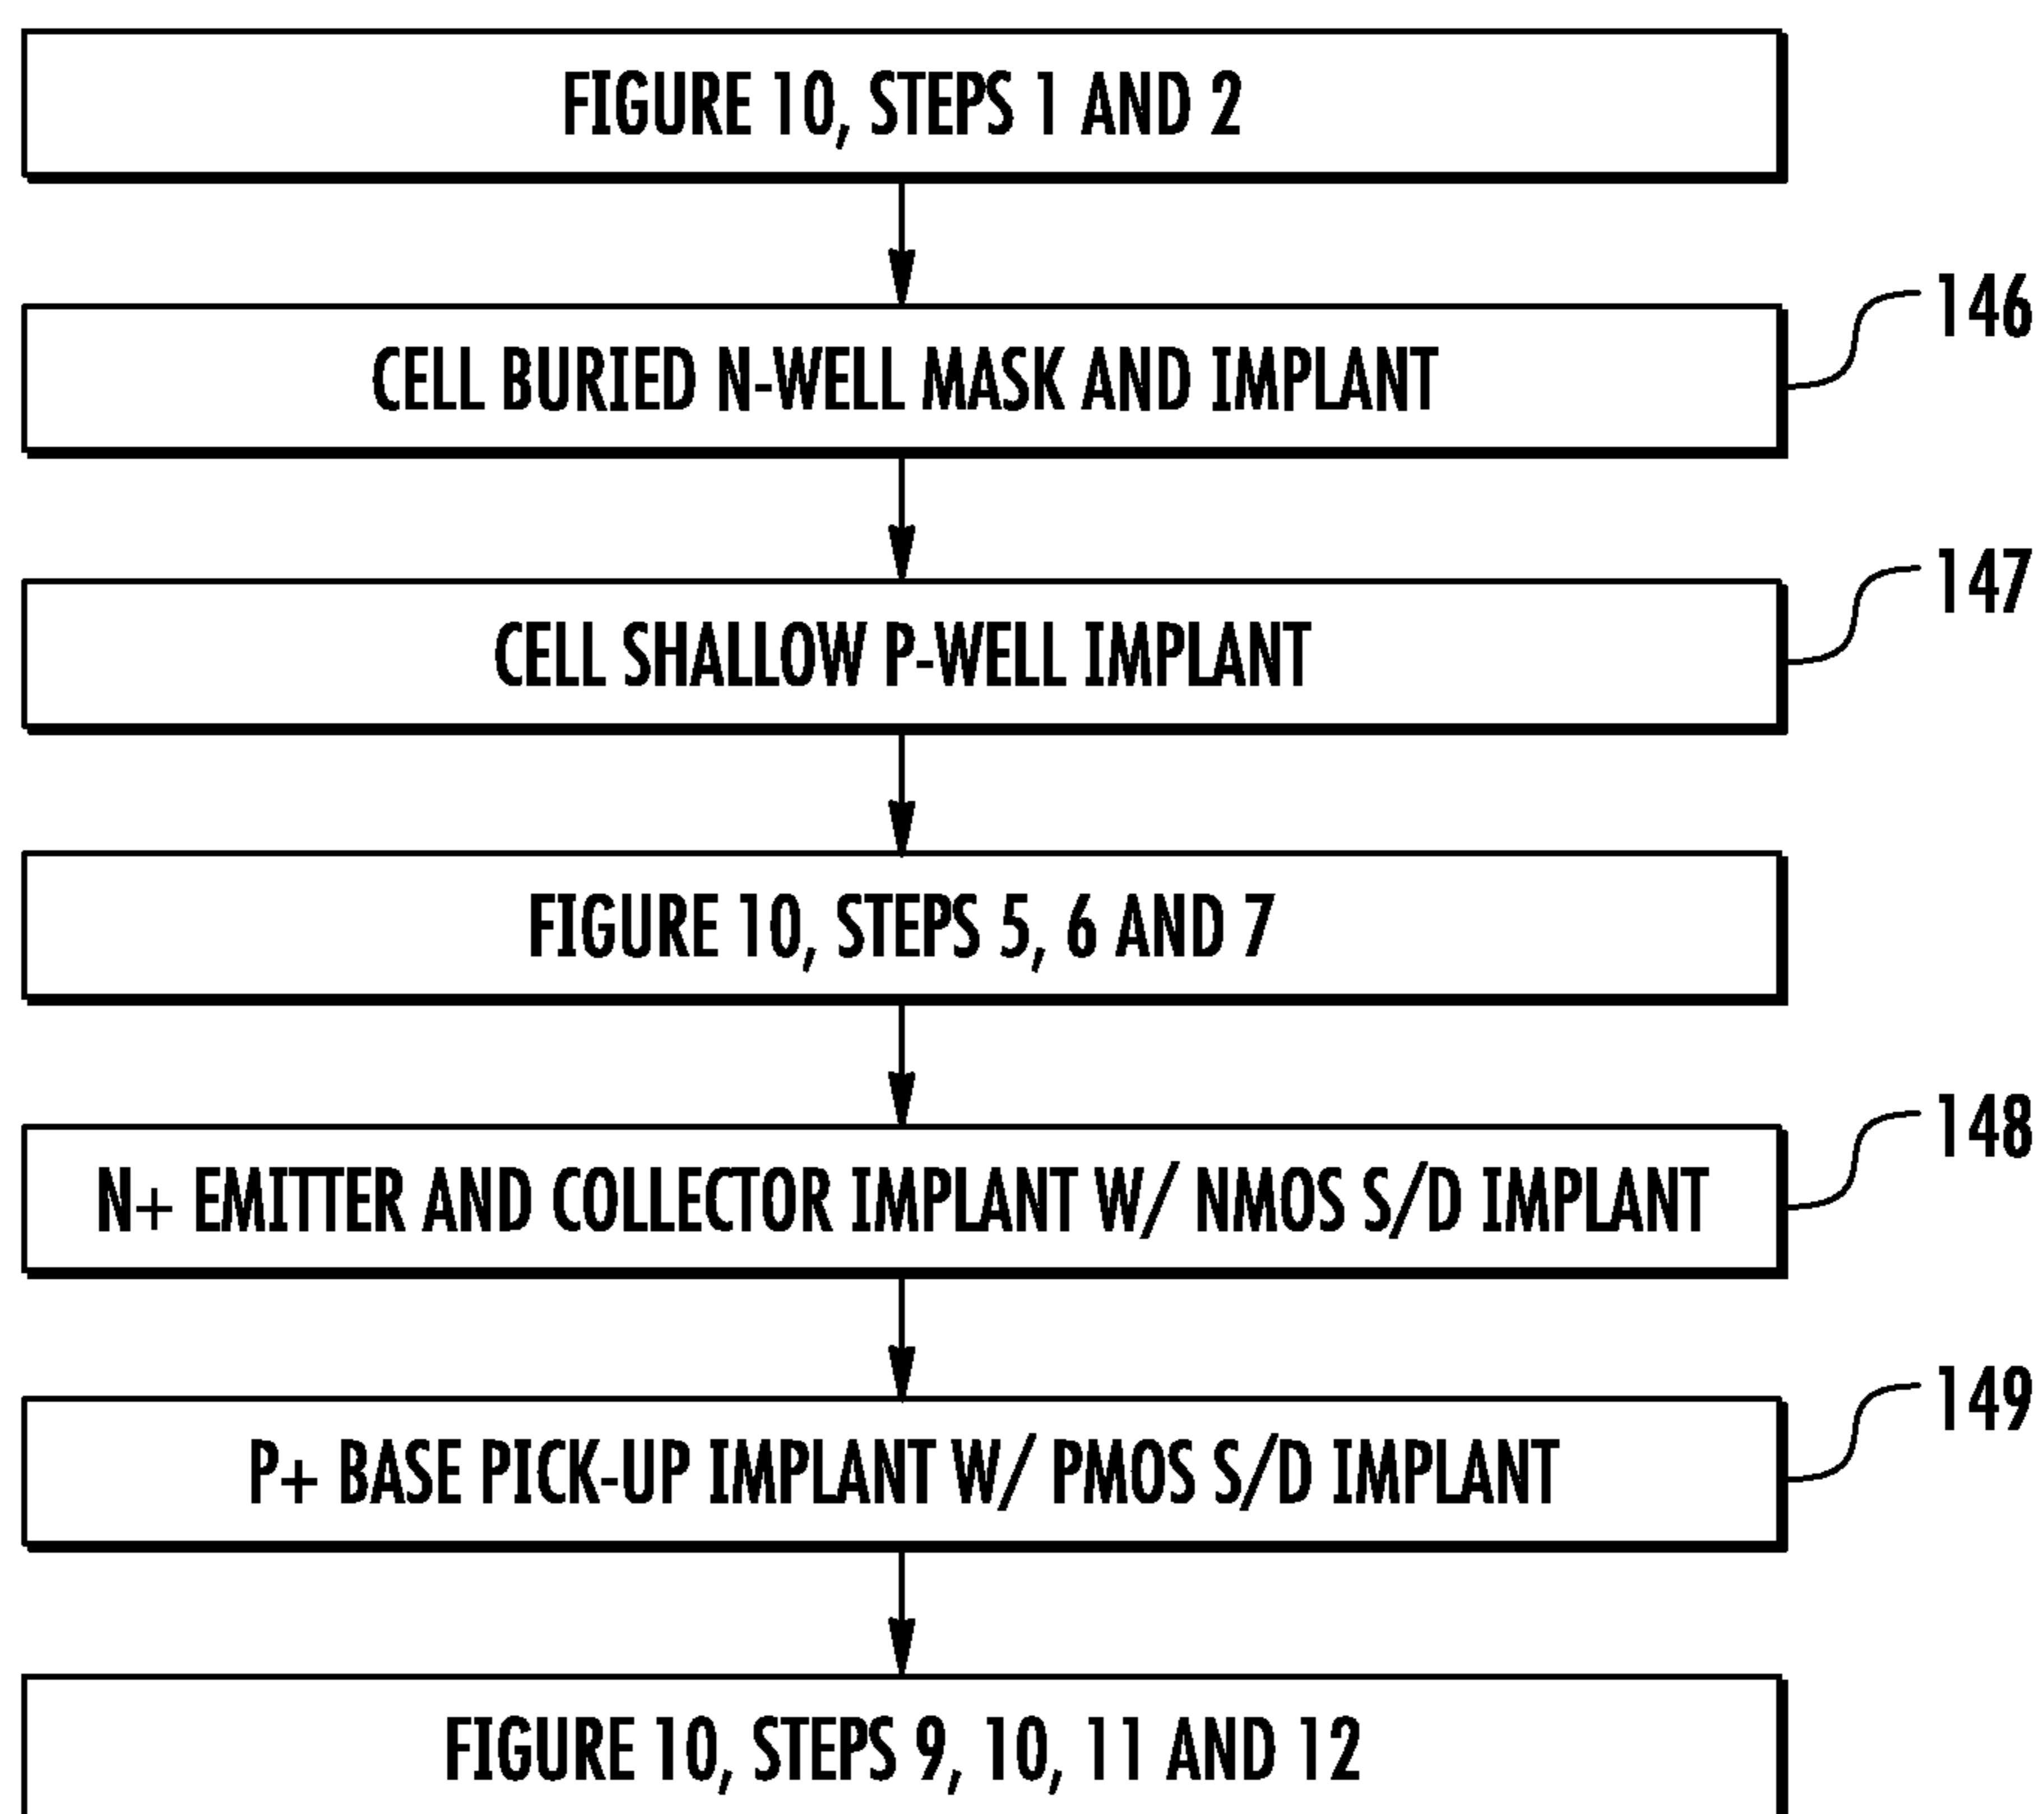 FIGURE 10, STEPS 1 AND 2
146
CELL BURIED N-WELL MASK AND IMPLANT
147
CELL SHALLOW P-WELL IMPLANT
FIGURE 10, STEPS 5, 6 AND 7
148
N+ EMITTER AND COLLECTOR IMPLANT W/ NMOS S/D IMPLANT
149
P+ BASE PICK-UP IMPLANT W/ PMOS S/D IMPLANT
FIGURE 10, STEPS 9, 10, 11 AND 12